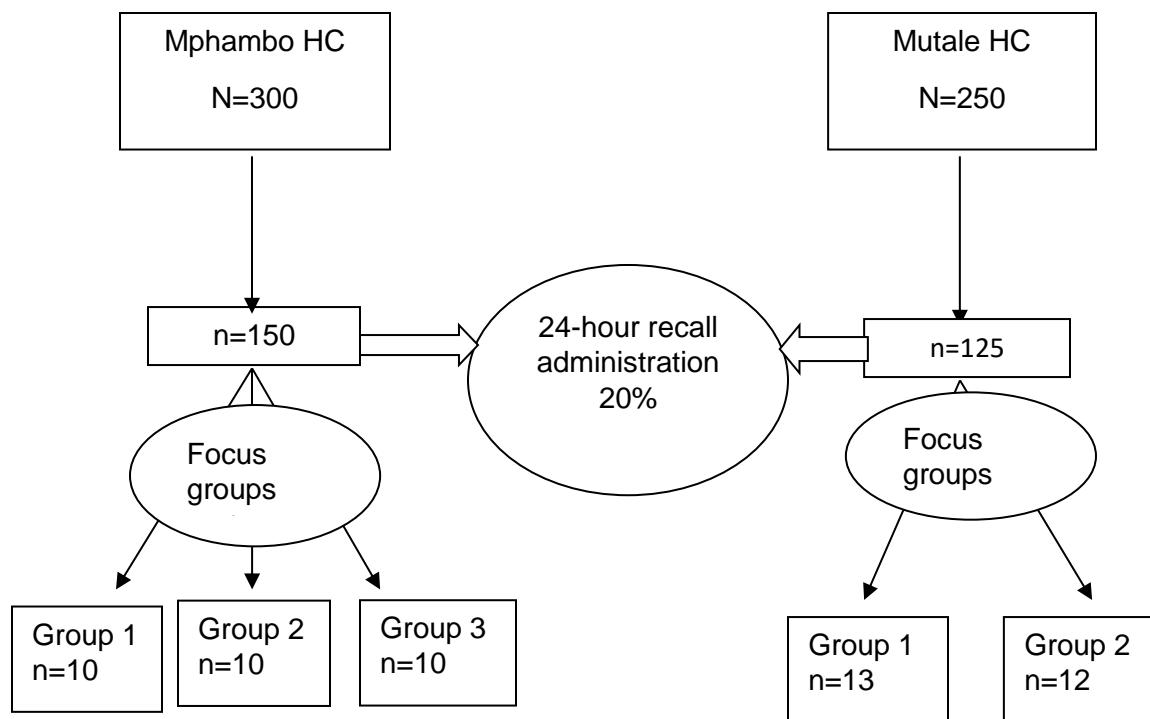 Mphambo HC
N=300
Mutale HC
N=250
n=150
24-hour recall
administration
20%
n=125
Focus
groups
Focus
groups
Group 1
n=10
Group 2
n=10
Group 3
n=10
Group 1
n=13
Group 2
n=12